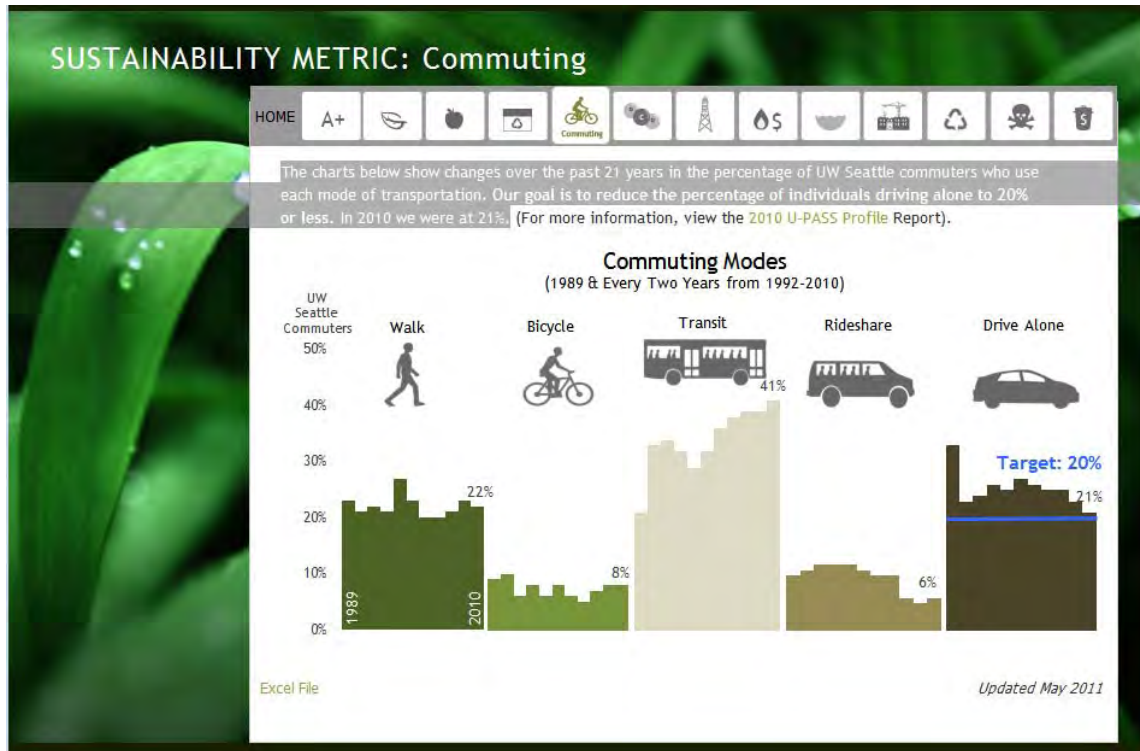 SUSTAINABILITY METRIC: Commuting
HOME
A+
Commuting
$
S
The charts below show changes over the past 21 years in the percentage of UW Seattle commuters who use
each mode of transportation. Our goal is to reduce the percentage of individuals driving alone to 20%
or less. In 2010 we were at 21%. (For more information, view the 2010 U-PASS Profile Report).
Commuting Modes
(1989 & Every Two Years from 1992-2010)
UW
Seattle
Commuters
Walk
Bicycle
Transit
Rideshare
Drive Alone
50%
40%
30%
20%
10%
0%
22%
8%
41%
6%
Target: 20%
21%
1989
2010
Excel File
Updated May 2011